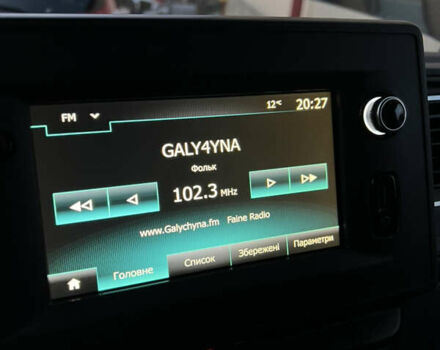 FM
12°C
20:27
GALY4YNA
Фольк
102.3 MHz
www.Galychyna.fm Faine Radio
Головне
Список
Збережені
Параметри